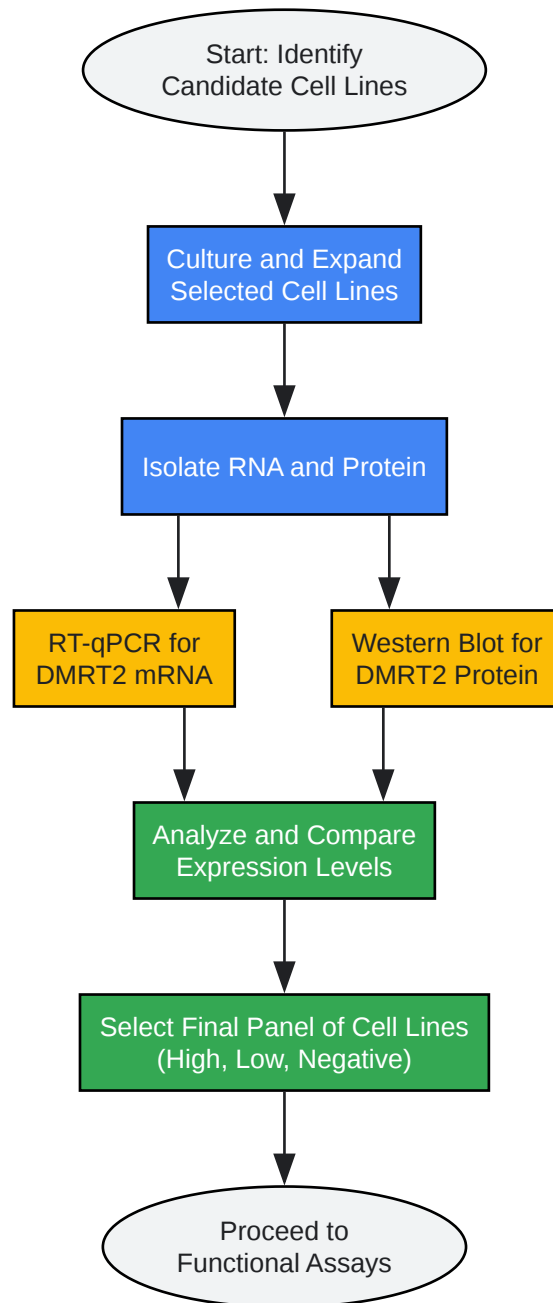 Start: Identify
Candidate Cell Lines
Culture and Expand
Selected Cell Lines
Isolate RNA and Protein
RT-qPCR for
DMRT2 mRNA
Western Blot for
DMRT2 Protein
Analyze and Compare
Expression Levels
Select Final Panel of Cell Lines
(High, Low, Negative)
Proceed to
Functional Assays